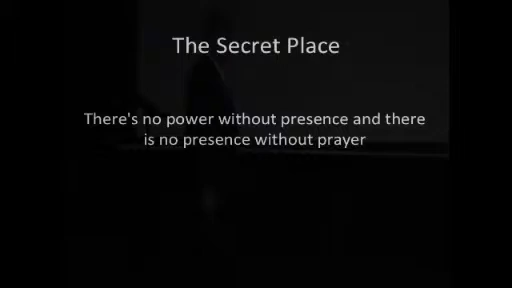 The Secret Place
There's no power without presence and there
is no presence without prayer